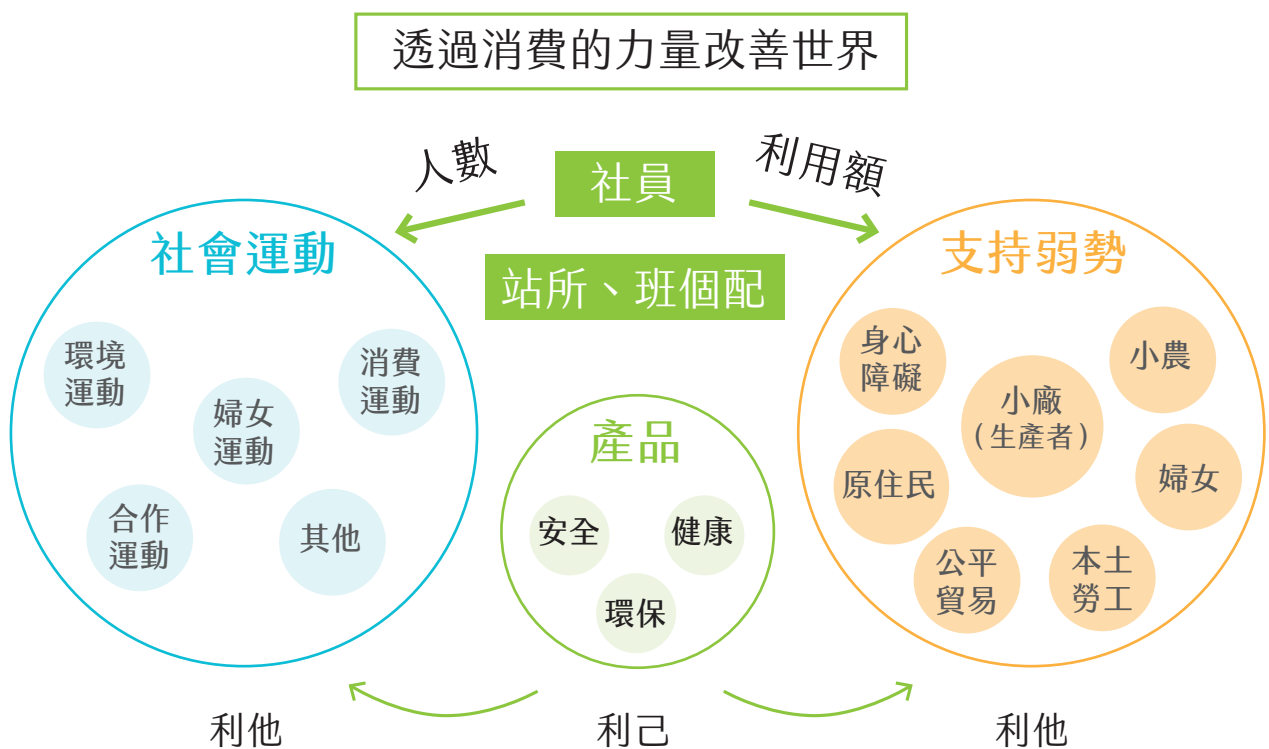 透過消費的力量改善世界
人數
社員
利用額
社會運動
支持弱勢
站所、班個配
環境
運動
消費
運動
婦女
運動
合作
運動
其他
產品
安全
健康
環保
身心
障礙
小廠
(生產者)
小農
原住民
婦女
公平
貿易
本土
勞工
利他
利己
利他